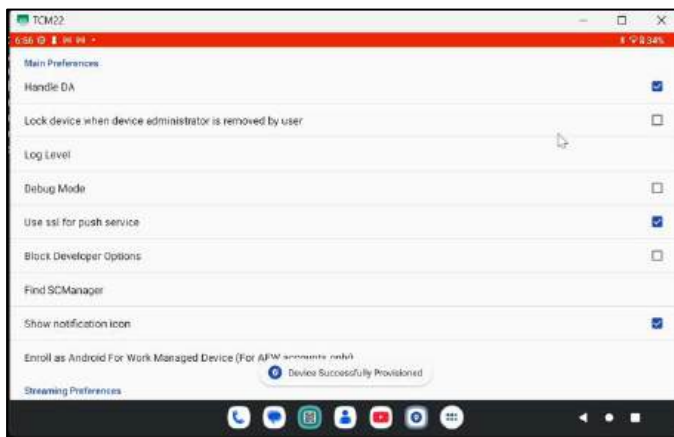 TCM22
34%
Main Preferences
Handle DA
Lock device when device administrator is removed by user
Log Level
Debug Mode
Use ssl for push service
Block Developer Options
Find SCManager
Show notification icon
Enroll as Android For Work Managed Device (For AFW accounts only)
Device Successfully Provisioned
Streaming Preferences